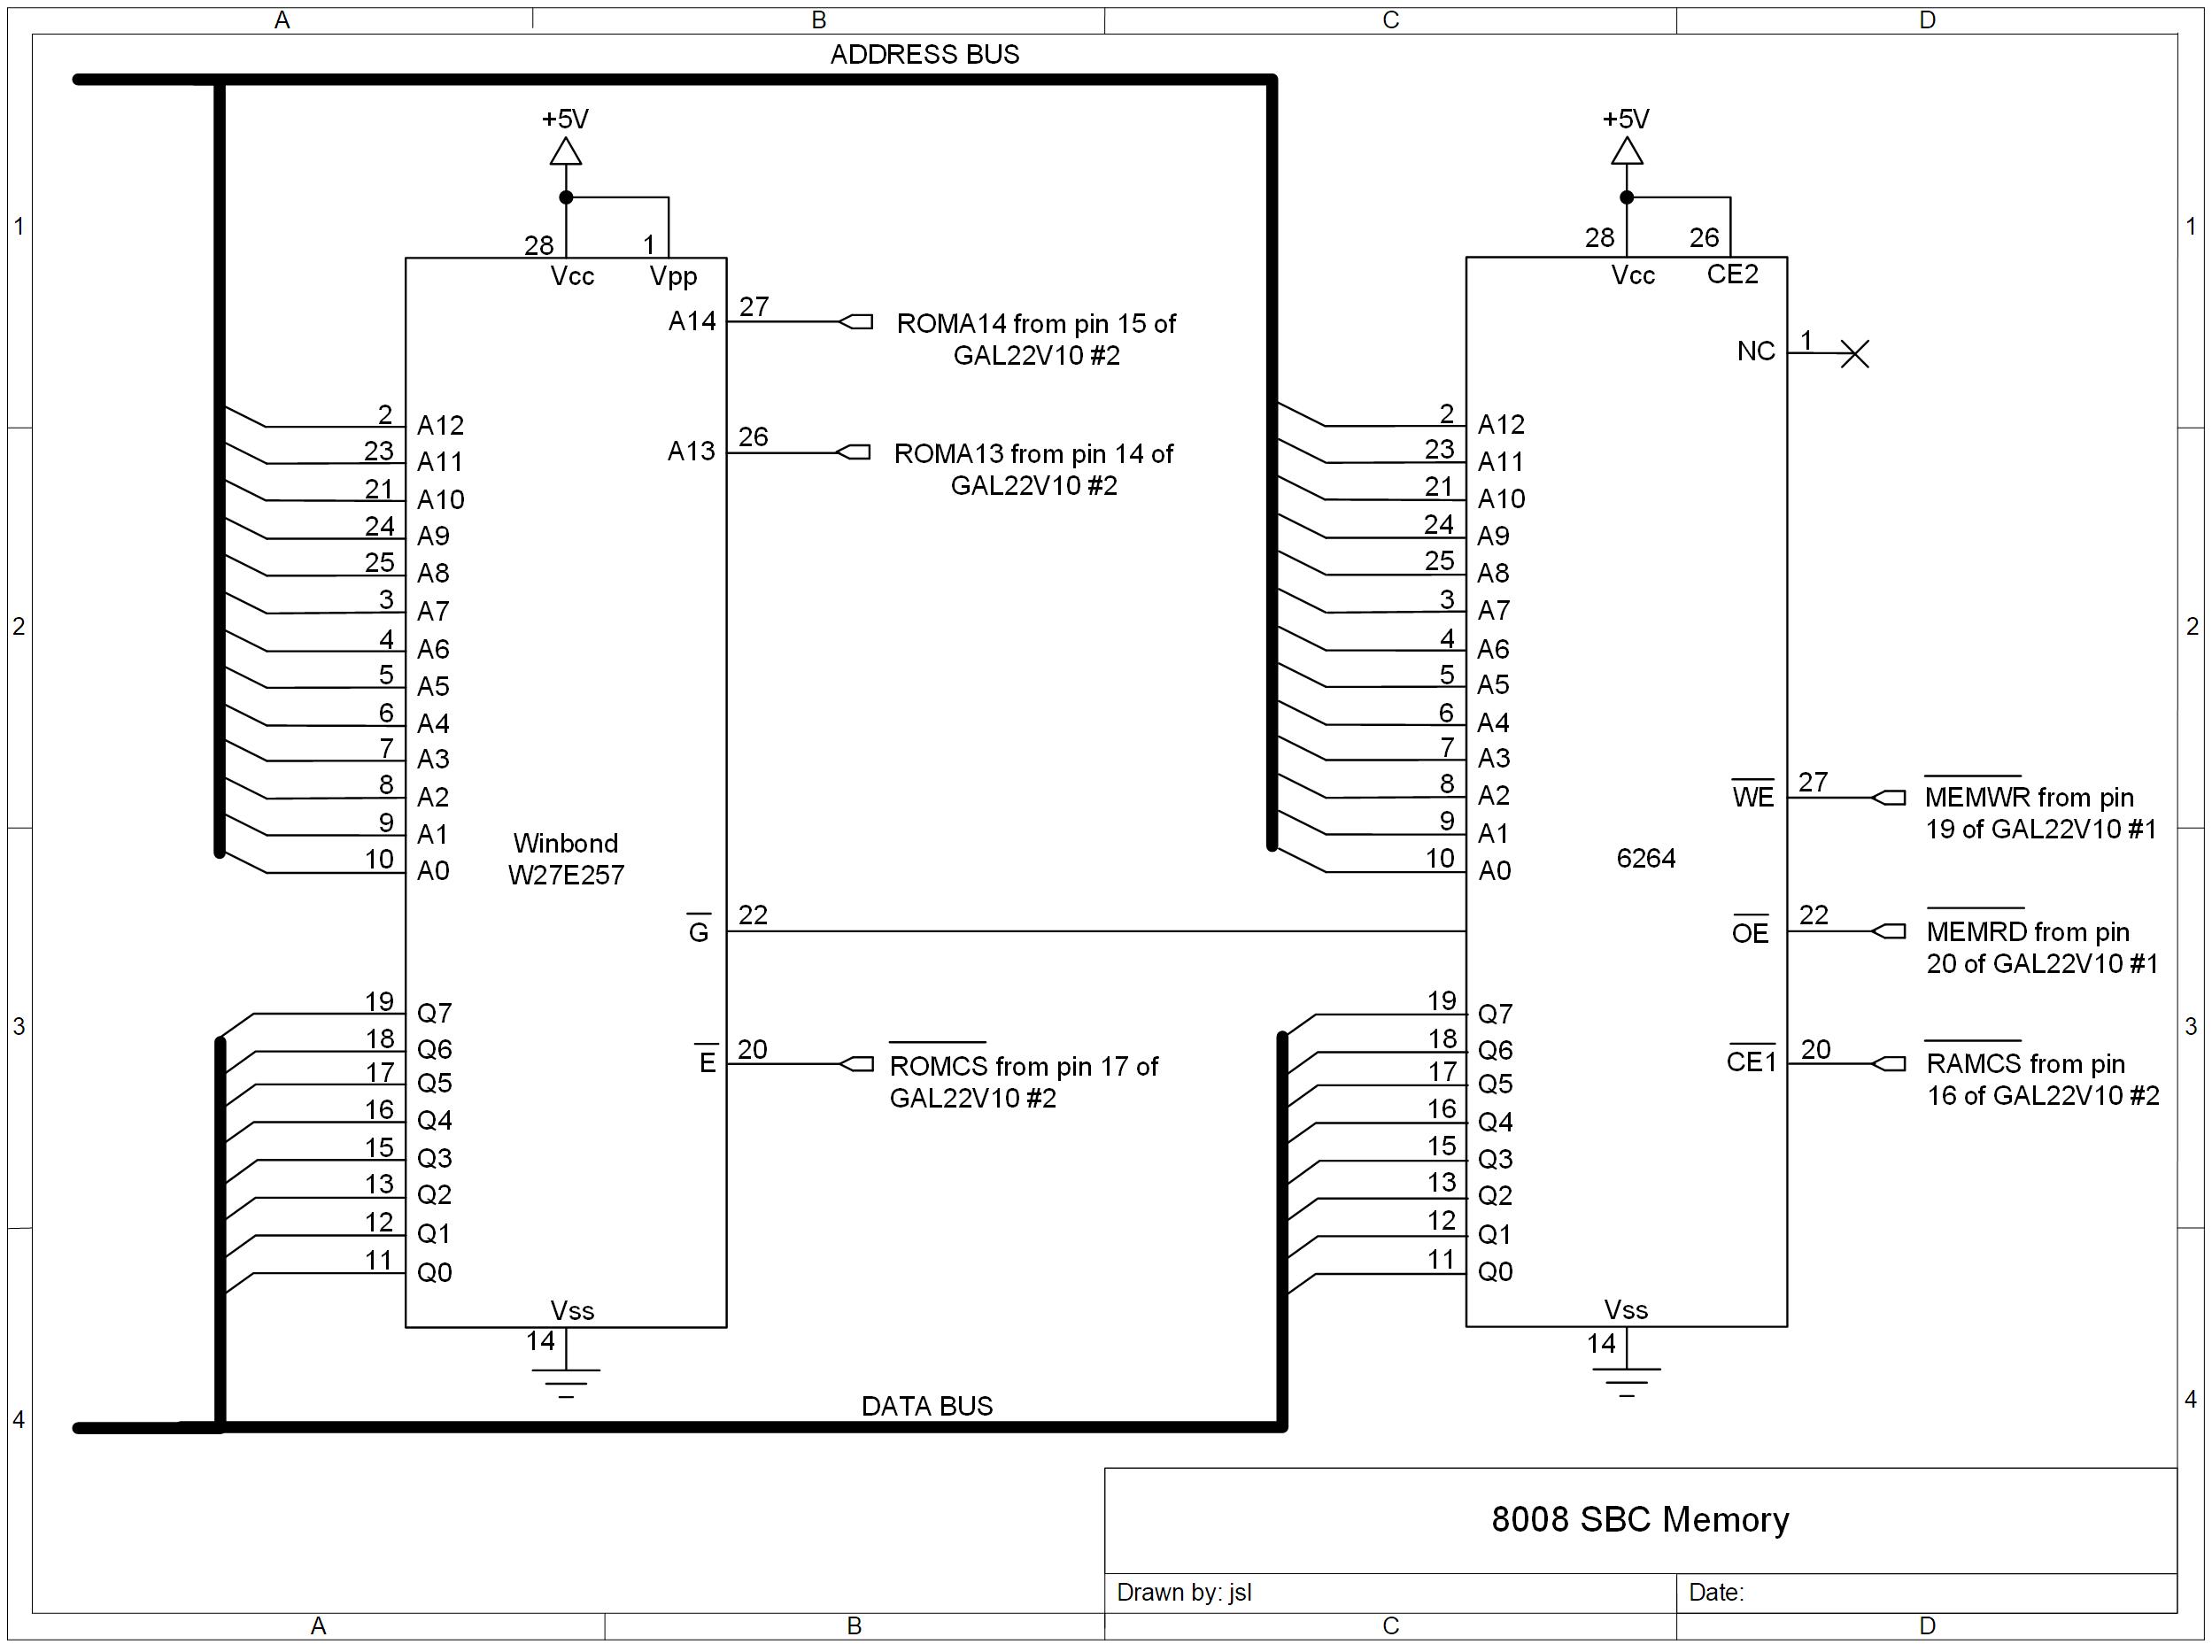 A B C D
ADDRESS BUS
+5V
+5V
1
1
28
1
Vcc
Vpp
A14
27
ROMA14 from pin 15 of
GAL22V10 #2
A13
26
ROMA13 from pin 14 of
GAL22V10 #2
2 A12
23 A11
21 A10
24 A9
25 A8
3 A7
4 A6
5 A5
6 A4
7 A3
8 A2
9 A1
10 A0
Winbond
W27E257
G
22
E
20
ROMCS from pin 17 of
GAL22V10 #2
19 Q7
18 Q6
17 Q5
16 Q4
15 Q3
13 Q2
12 Q1
11 Q0
Vss
14
28
26
Vcc
CE2
NC
1
2 A12
23 A11
21 A10
24 A9
25 A8
3 A7
4 A6
5 A5
6 A4
7 A3
8 A2
9 A1
10 A0
6264
WE
27
MEMWR from pin
19 of GAL22V10 #1
OE
22
MEMRD from pin
20 of GAL22V10 #1
CE1
20
RAMCS from pin
16 of GAL22V10 #2
19 Q7
18 Q6
17 Q5
16 Q4
15 Q3
13 Q2
12 Q1
11 Q0
Vss
14
2
2
3
3
4
4
DATA BUS
8008 SBC Memory
Drawn by: jsl
Date:
A B C D